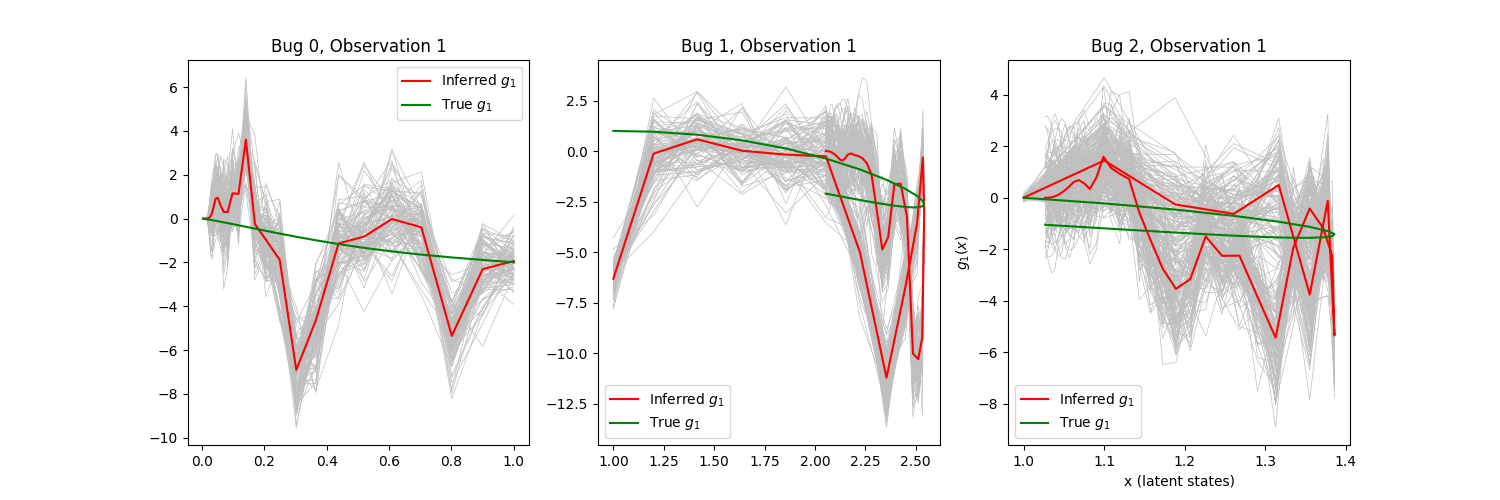 Bug 0, Observation 1
Inferred g₁
True g₁
6
4
2
0
−2
−4
−6
−8
−10
0.0 0.2 0.4 0.6 0.8 1.0
Bug 1, Observation 1
2.5
0.0
−2.5
−5.0
−7.5
−10.0
−12.5
Inferred g₁
True g₁
1.00 1.25 1.50 1.75 2.00 2.25 2.50
Bug 2, Observation 1
g₁(x)
4
2
0
−2
−4
−6
−8
Inferred g₁
True g₁
1.0 1.1 1.2 1.3 1.4
x (latent states)